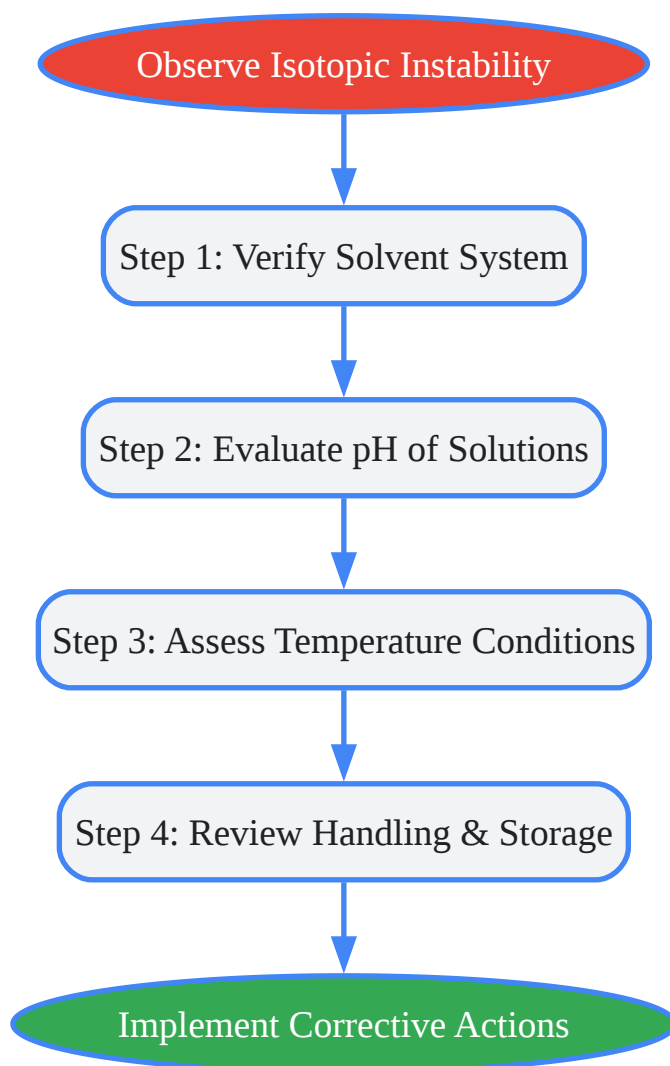 Observe Isotopic Instability
Step 1: Verify Solvent System
Step 2: Evaluate pH of Solutions
Step 3: Assess Temperature Conditions
Step 4: Review Handling & Storage
Implement Corrective Actions